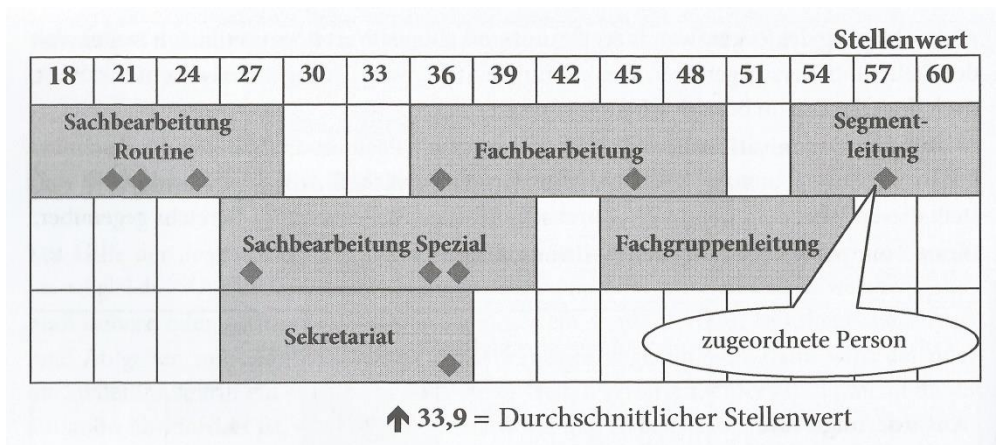 Stellenwert
18 21 24 27 30 33 36 39 42 45 48 51 54 57 60
Sachbearbeitung
Routine
Fachbearbeitung
Segment-
leitung
Sachbearbeitung Spezial
Fachgruppenleitung
Sekretariat
zugeordnete Person
33,9 = Durchschnittlicher Stellenwert